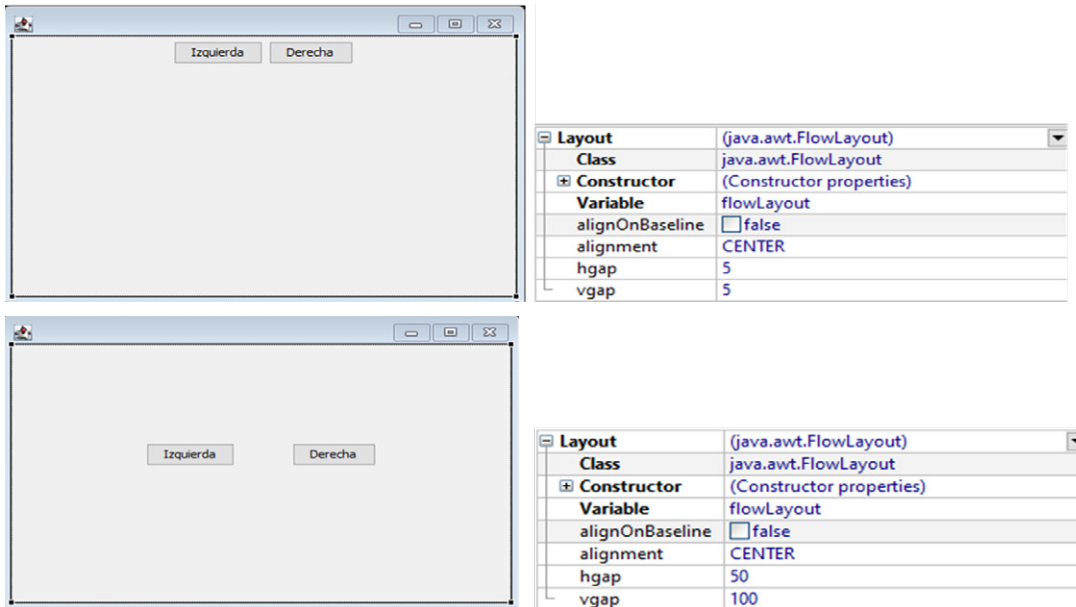 Izquierda Derecha
Layout (java.awt.FlowLayout)
Class java.awt.FlowLayout
Constructor (Constructor properties)
Variable flowLayout
alignOnBaseline false
alignment CENTER
hgap 5
vgap 5
Izquierda Derecha
Layout (java.awt.FlowLayout)
Class java.awt.FlowLayout
Constructor (Constructor properties)
Variable flowLayout
alignOnBaseline false
alignment CENTER
hgap 50
vgap 100